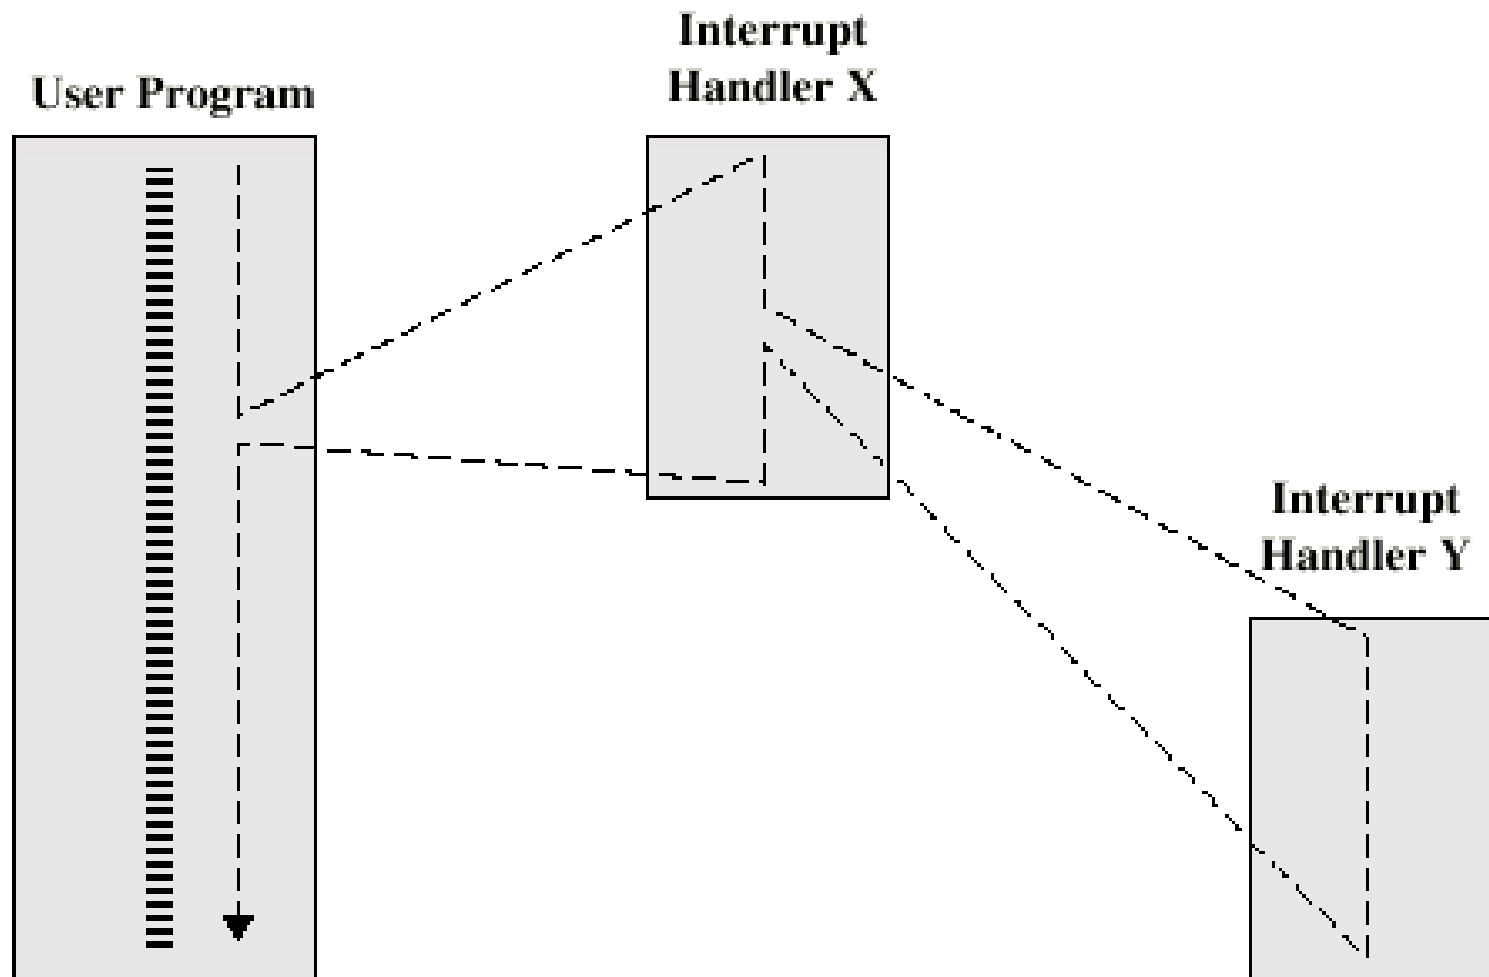 User Program
Interrupt
Handler X
Interrupt
Handler Y